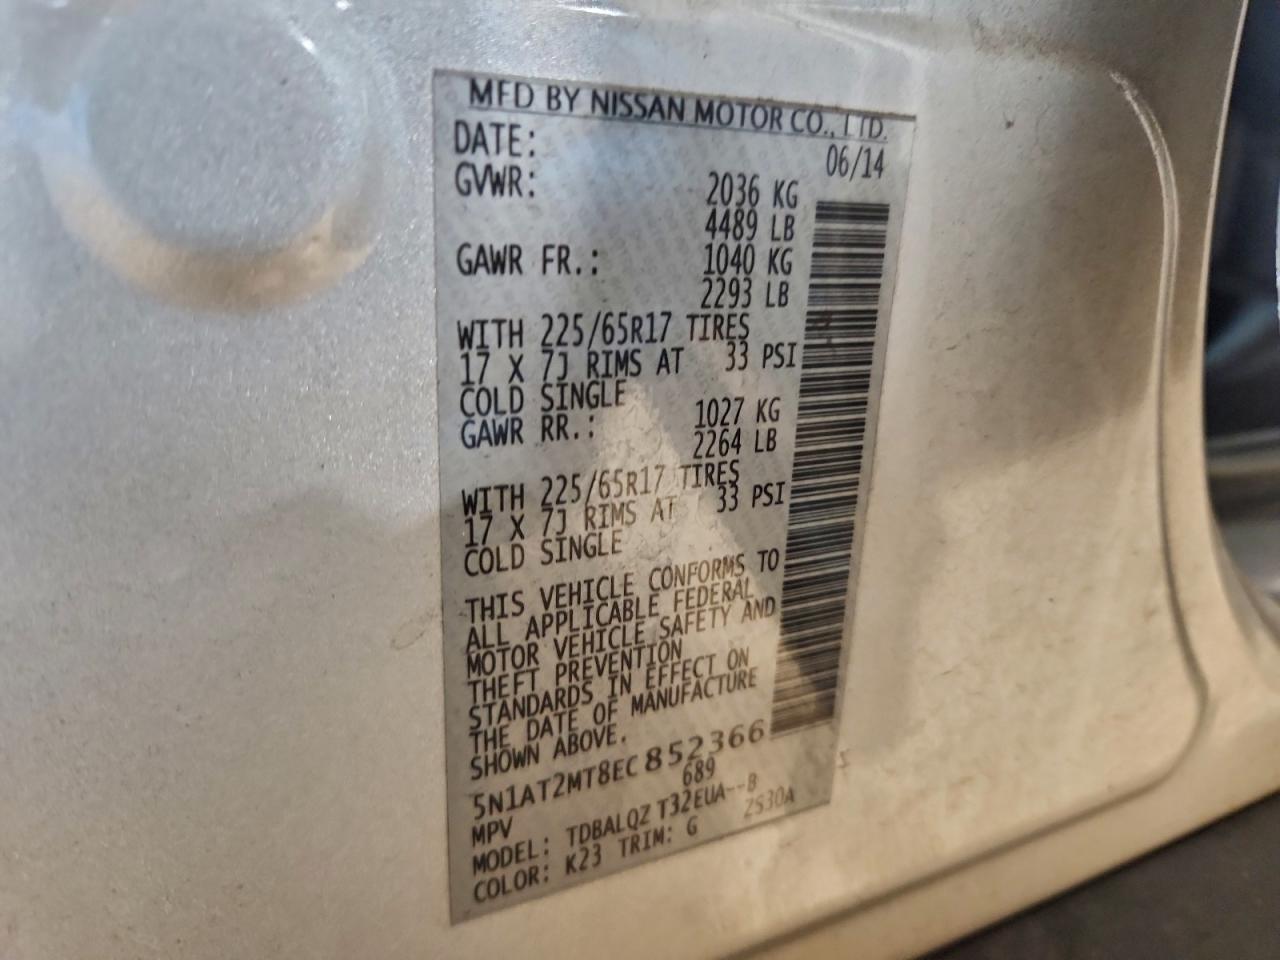 MFD BY NISSAN MOTOR CO., LTD.
DATE: 06/14
GVWR: 2036 KG
4489 LB
GAWR FR.: 1040 KG
2293 LB
WITH 225/65R17 TIRES
17 X 7J RIMS AT 33 PSI
COLD SINGLE
GAWR RR.: 1027 KG
2264 LB
WITH 225/65R17 TIRES
17 X 7J RIMS AT 33 PSI
COLD SINGLE
THIS VEHICLE CONFORMS TO
ALL APPLICABLE FEDERAL
MOTOR VEHICLE SAFETY AND
THEFT PREVENTION
STANDARDS IN EFFECT ON
THE DATE OF MANUFACTURE
SHOWN ABOVE.
5N1AT2MT8EC852366
MPV 689
MODEL: TDBALQZ T32EUA--B
COLOR: K23 TRIM: G ZS30A